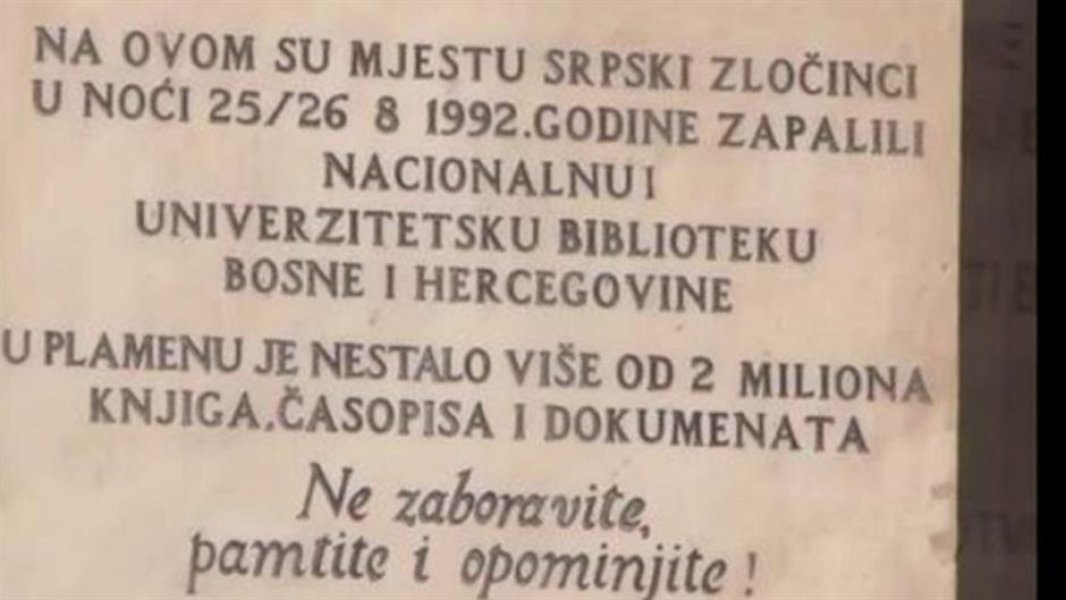 NA OVOM SU MJESTU SRPSKI ZLOČINCI
U NOĆI 25/26 8 1992.GODINE ZAPALILI
NACIONALNU I
UNIVERZITETSKU BIBLIOTEKU
BOSNE I HERCEGOVINE
U PLAMENU JE NESTALO VIŠE OD 2 MILIONA
KNJIGA,ČASOPISA I DOKUMENATA
Ne zaboravite,
pamtite i opominjite !